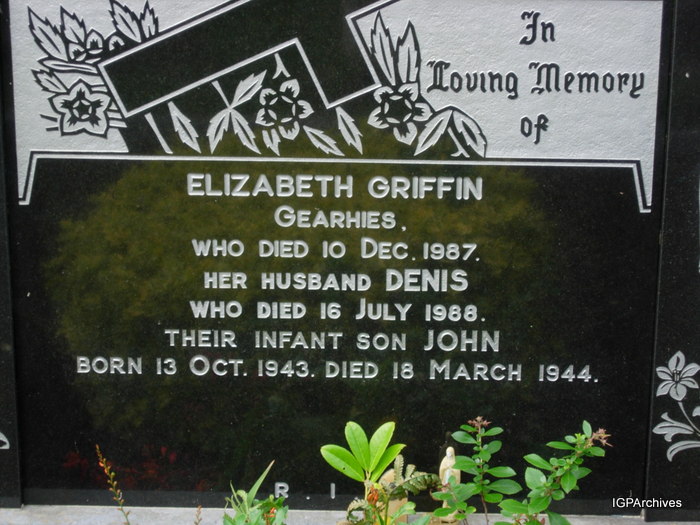 In
Loving Memory
of
ELIZABETH GRIFFIN
GEARHIES,
WHO DIED 10 DEC. 1987.
HER HUSBAND DENIS
WHO DIED 16 JULY 1988.
THEIR INFANT SON JOHN
BORN 13 OCT. 1943. DIED 18 MARCH 1944.
R. I
IGPArchives